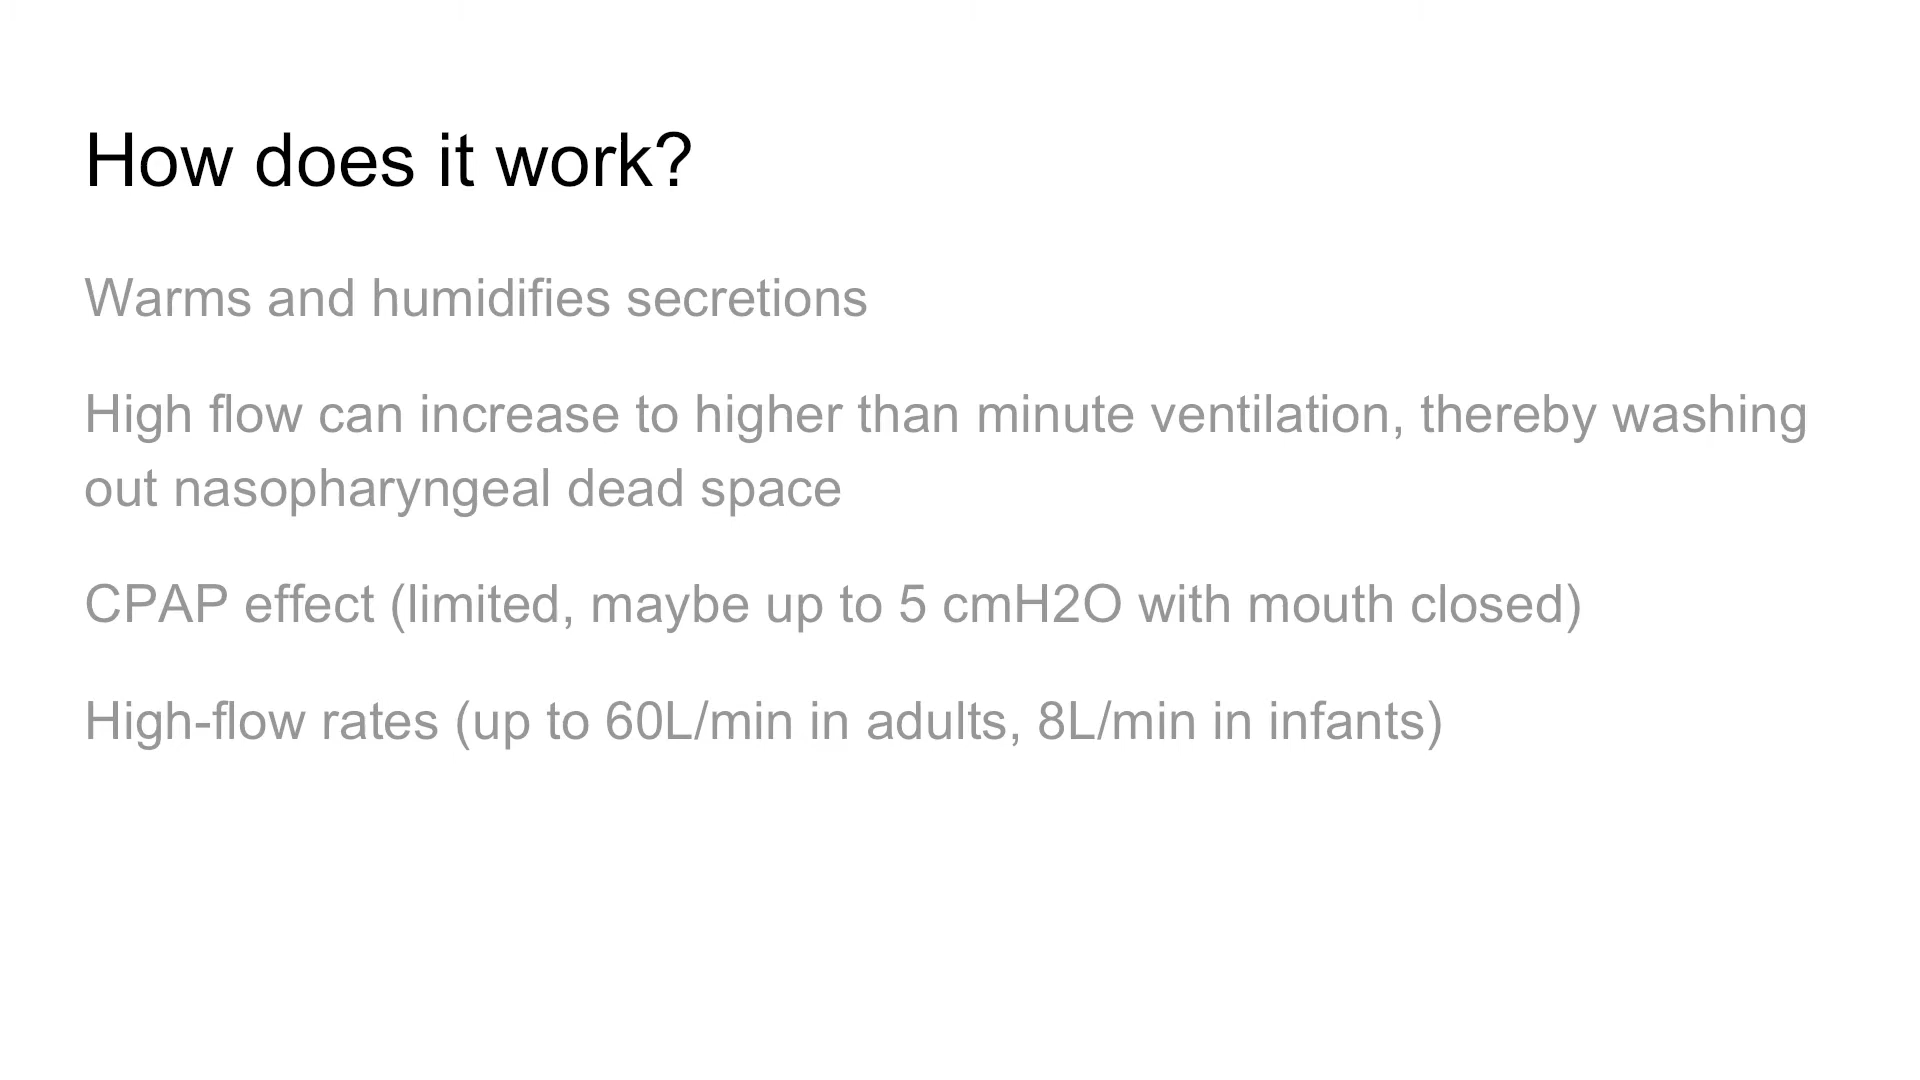 How does it work?
Warms and humidifies secretions
High flow can increase to higher than minute ventilation, thereby washing
out nasopharyngeal dead space
CPAP effect (limited, maybe up to 5 cmH2O with mouth closed)
High-flow rates (up to 60L/min in adults, 8L/min in infants)